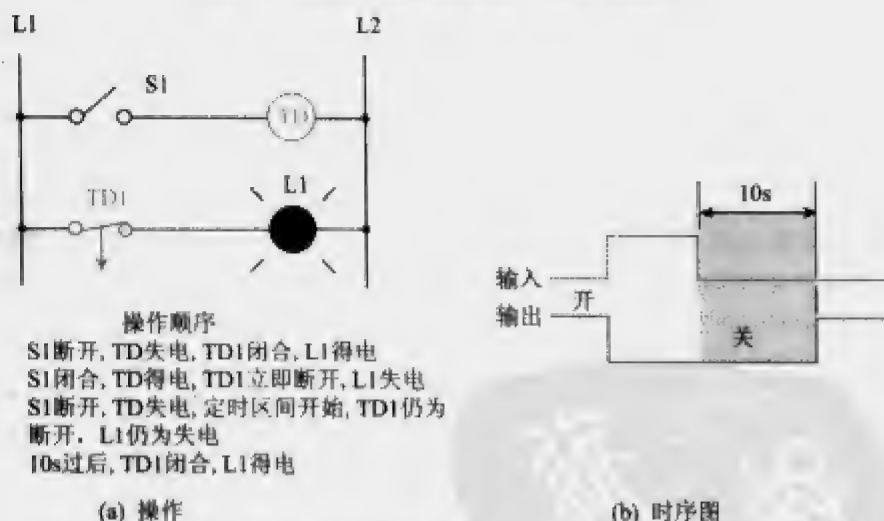 L1
L2
S1
TD
TD1
L1
10s
输入
开
输出
关
操作顺序
S1断开, TD失电, TD1闭合, L1得电
S1闭合, TD得电, TD1立即断开, L1失电
S1断开, TD失电, 定时区间开始, TD1仍为
断开, L1仍为失电
10s过后, TD1闭合, L1得电
(a) 操作
(b) 时序图